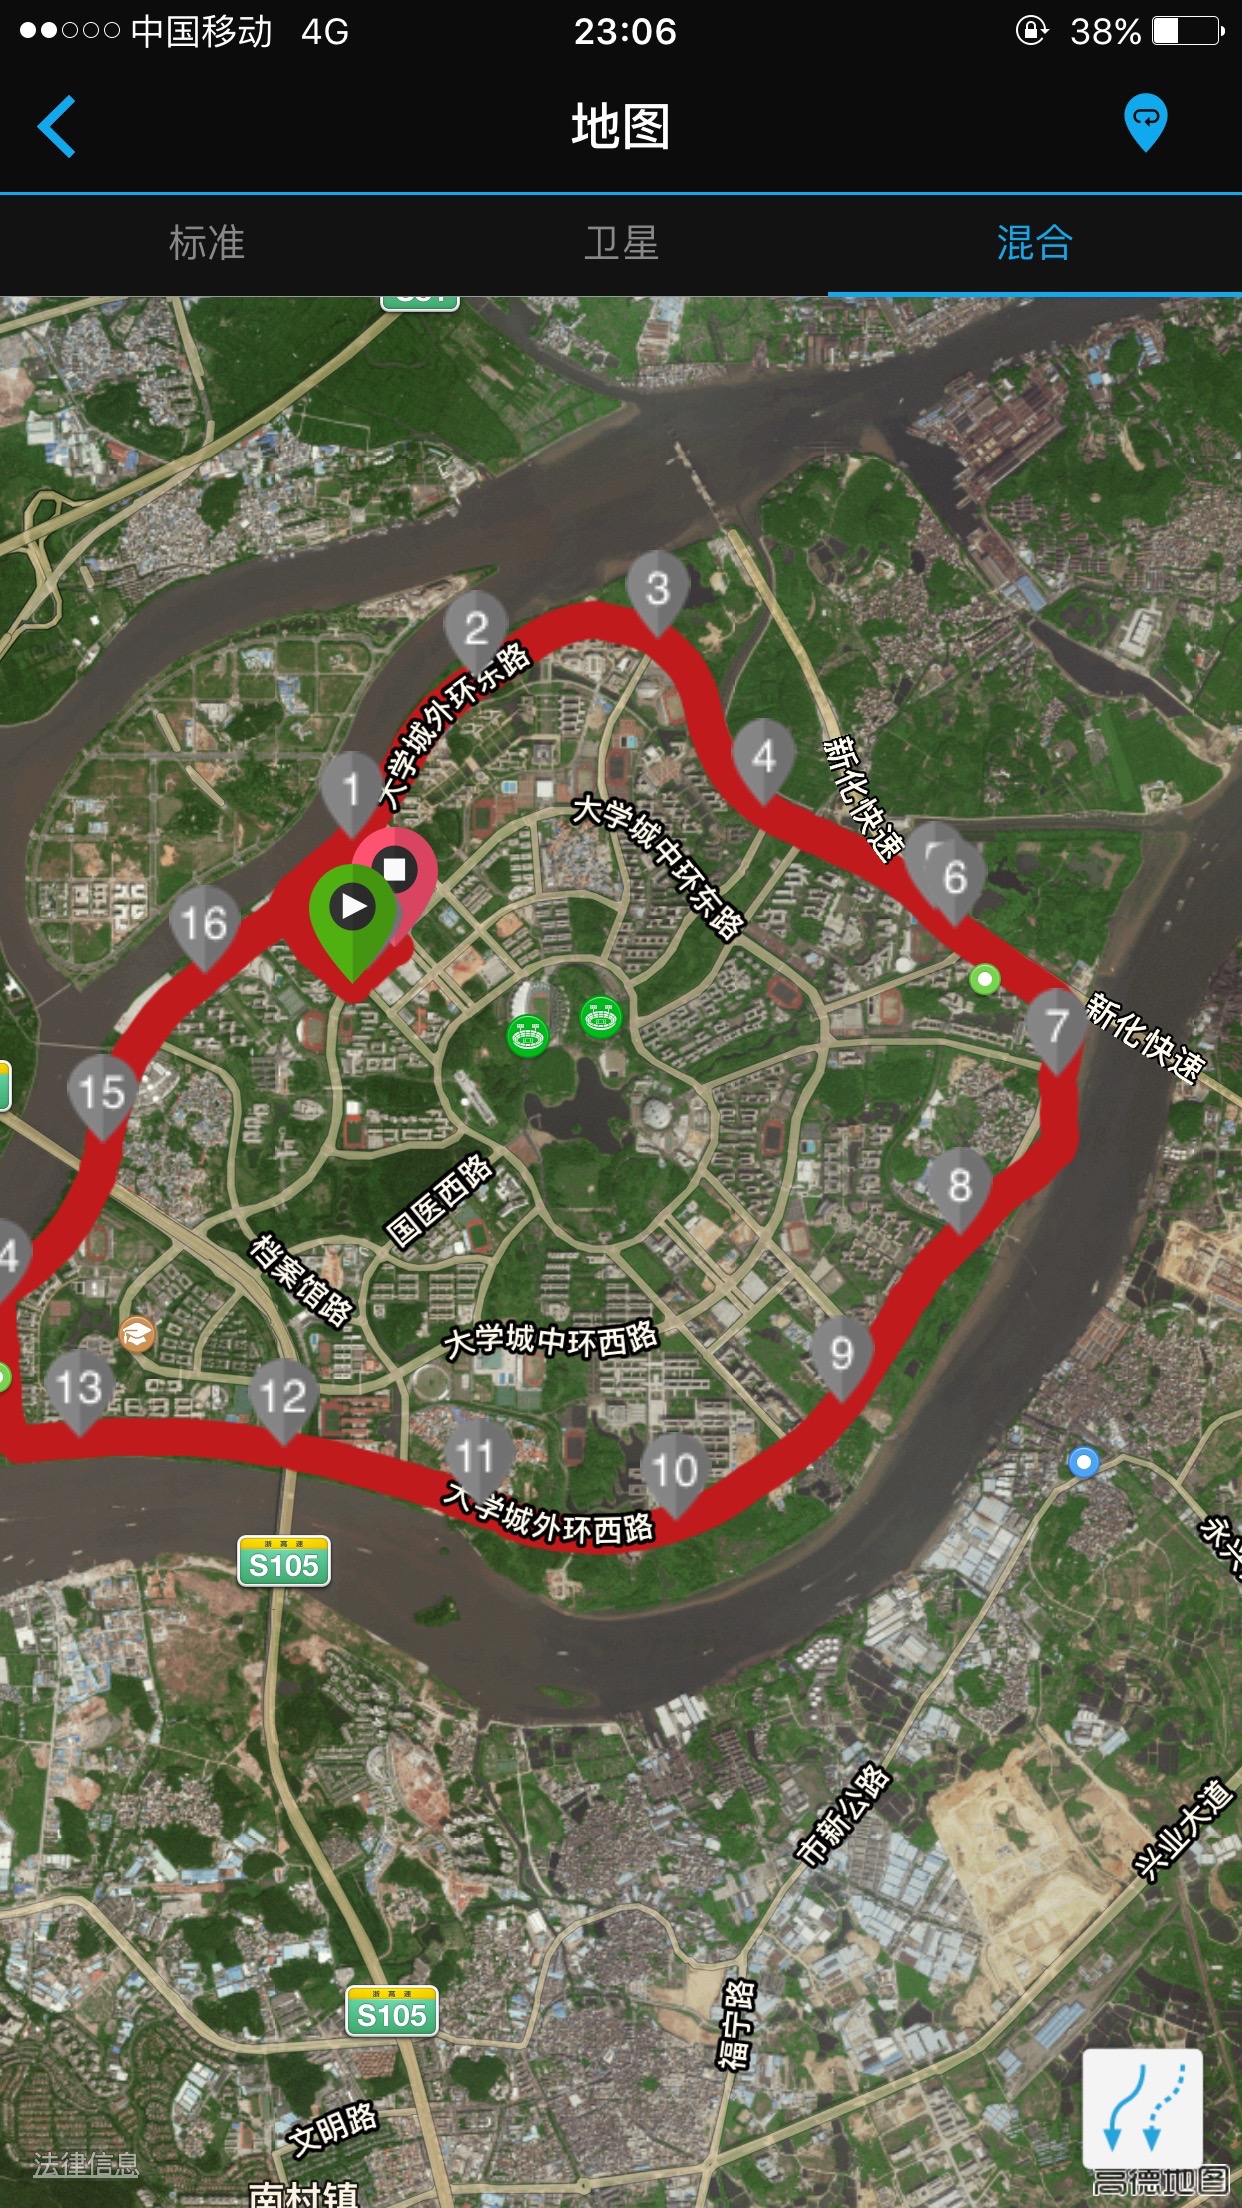 中国移动 4G 23:06 38%
地图
标准 卫星 混合
3
2
大学城外环东路
4
新化快速
1
大学城中环东路
6
16
7
新化快速
15
8
国医西路
档案馆路
4
大学城中环西路
9
13
12
11
10
大学城外环西路
S105
市新公路
兴业大道
S105
福宁路
文明路
法律信息
高德地图
南村镇